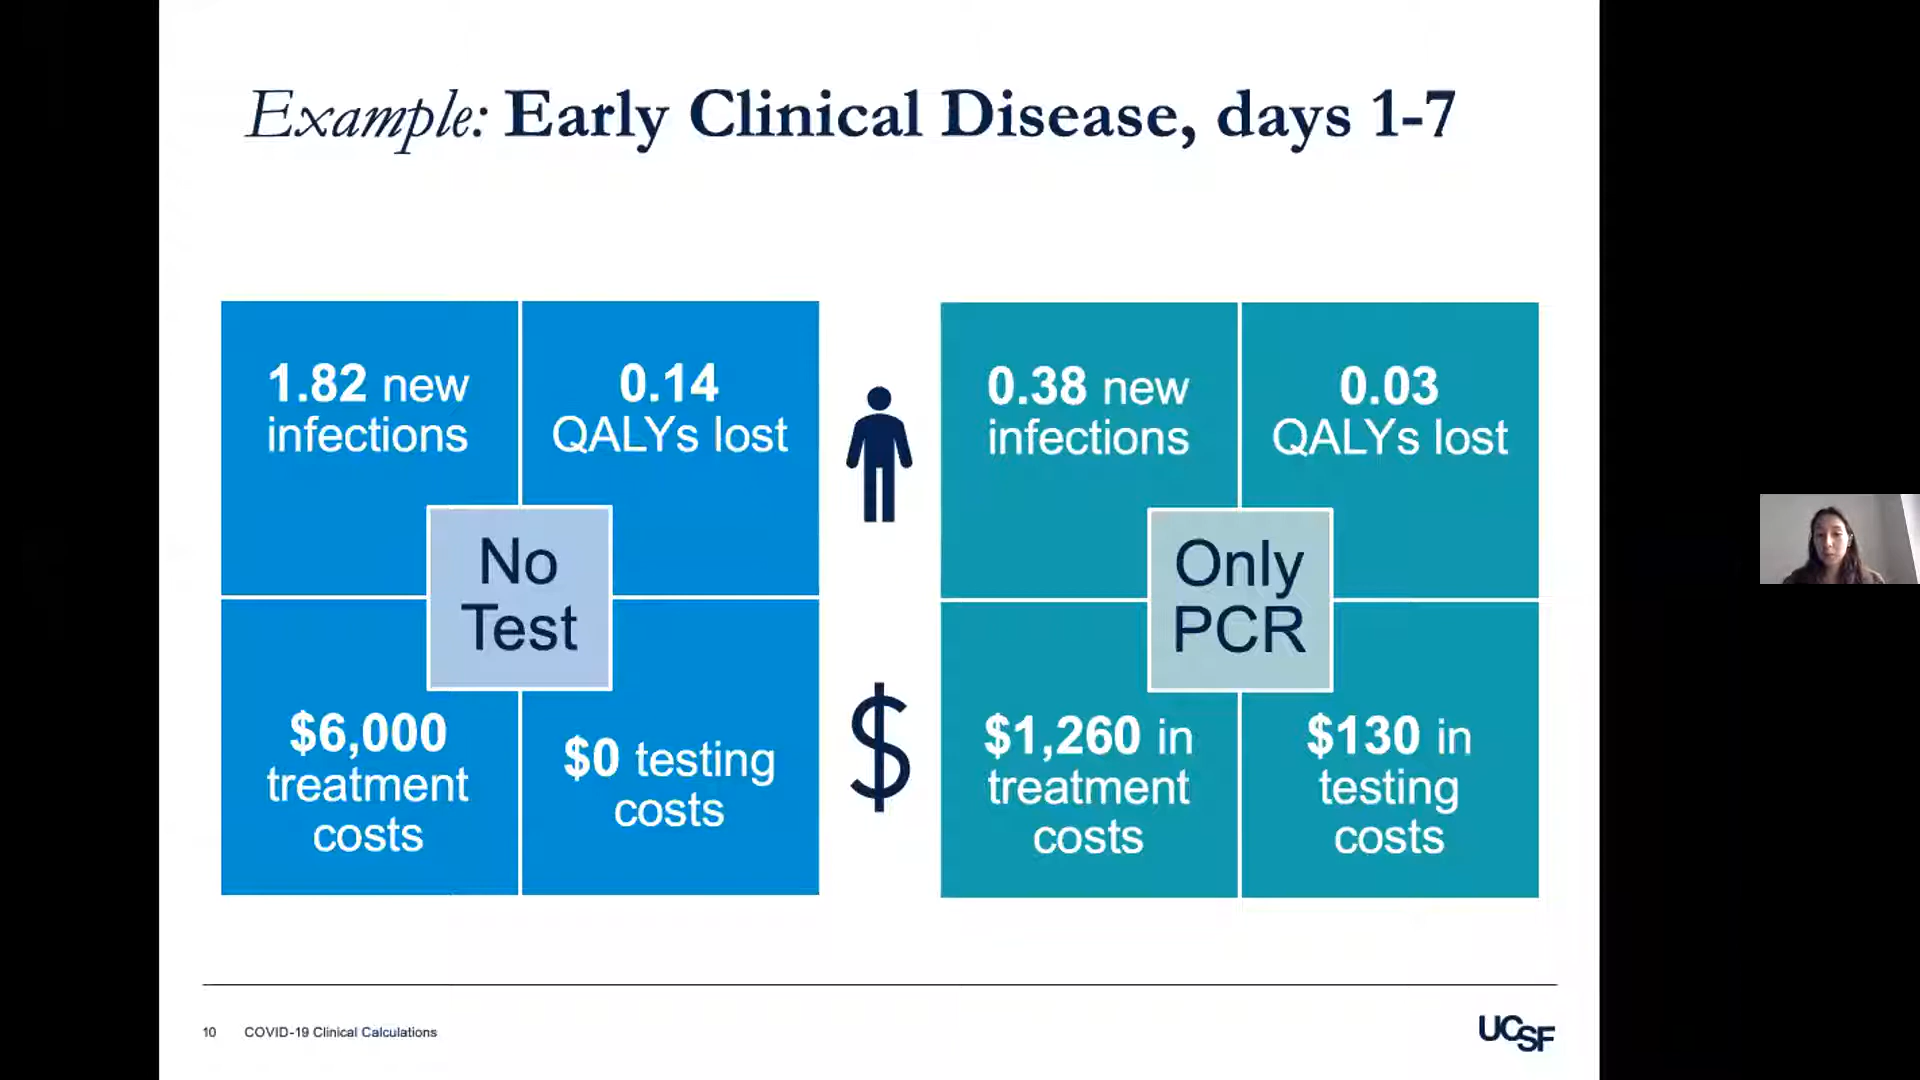 Example: Early Clinical Disease, days 1-7
1.82 new
infections
0.14
QALYs lost
No
Test
$6,000
treatment
costs
$0 testing
costs
$
0.38 new
infections
0.03
QALYs lost
Only
PCR
$1,260 in
treatment
costs
$130 in
testing
costs
10 COVID-19 Clinical Calculations
UCSF